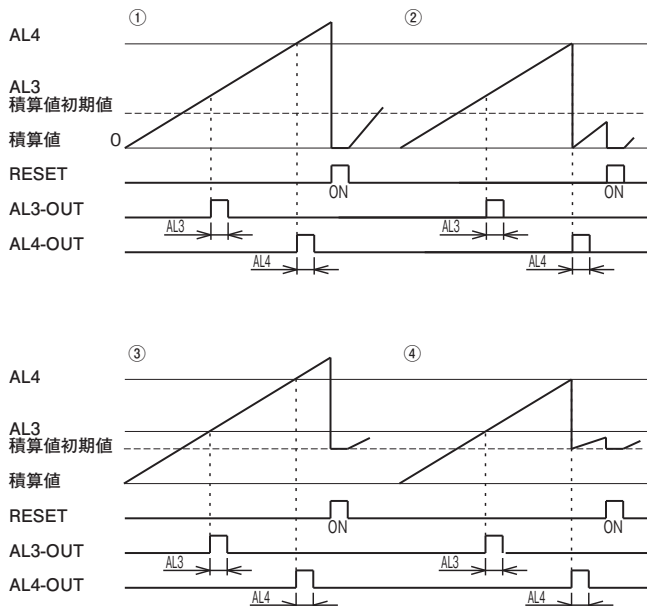 ① ②
AL4
AL3
積算値初期値
積算値 0
RESET
ON ON
AL3-OUT
AL3 AL3
AL4-OUT
AL4 AL4
③ ④
AL4
AL3
積算値初期値
積算値
RESET
ON ON
AL3-OUT
AL3 AL3
AL4-OUT
AL4 AL4